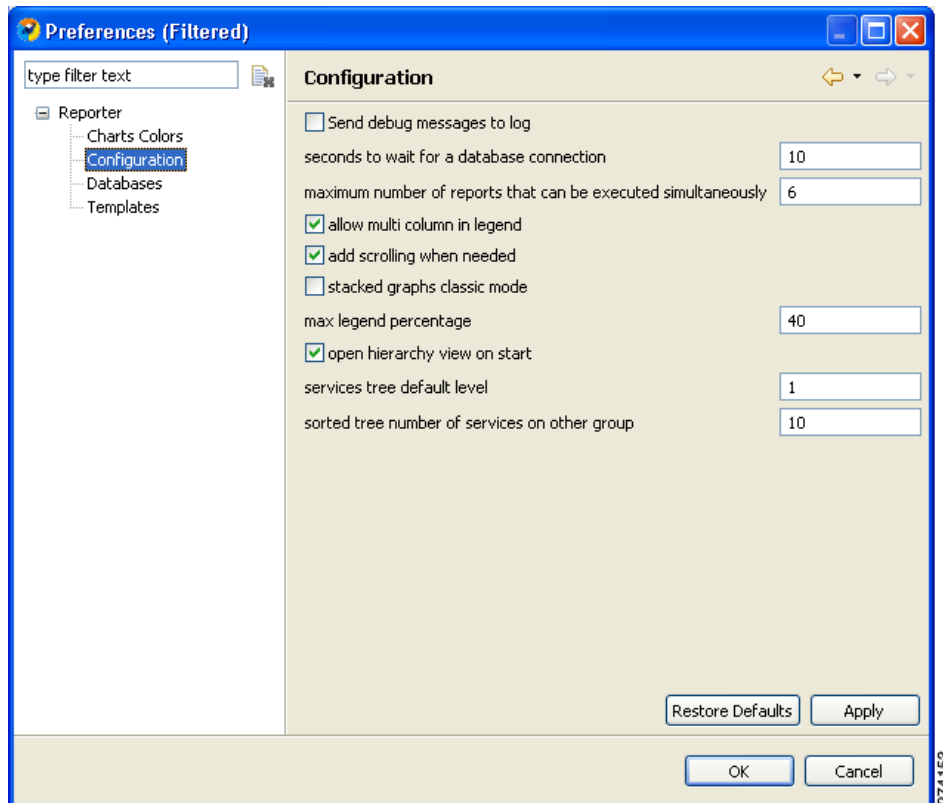 Preferences (Filtered)
type filter text
Reporter
Charts Colors
Configuration
Databases
Templates
Configuration
Send debug messages to log
seconds to wait for a database connection 10
maximum number of reports that can be executed simultaneously 6
allow multi column in legend
add scrolling when needed
stacked graphs classic mode
max legend percentage 40
open hierarchy view on start
services tree default level 1
sorted tree number of services on other group 10
Restore Defaults Apply
OK Cancel